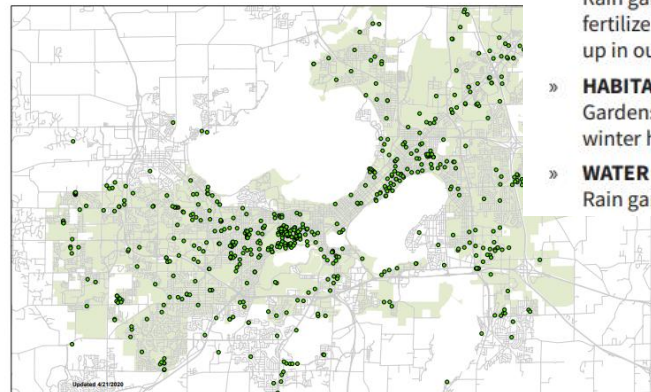 Rain ga
fertilize
up in ou
» HABITA
Gardens
winter h
» WATER
Rain ga
Updated 4/21/2020